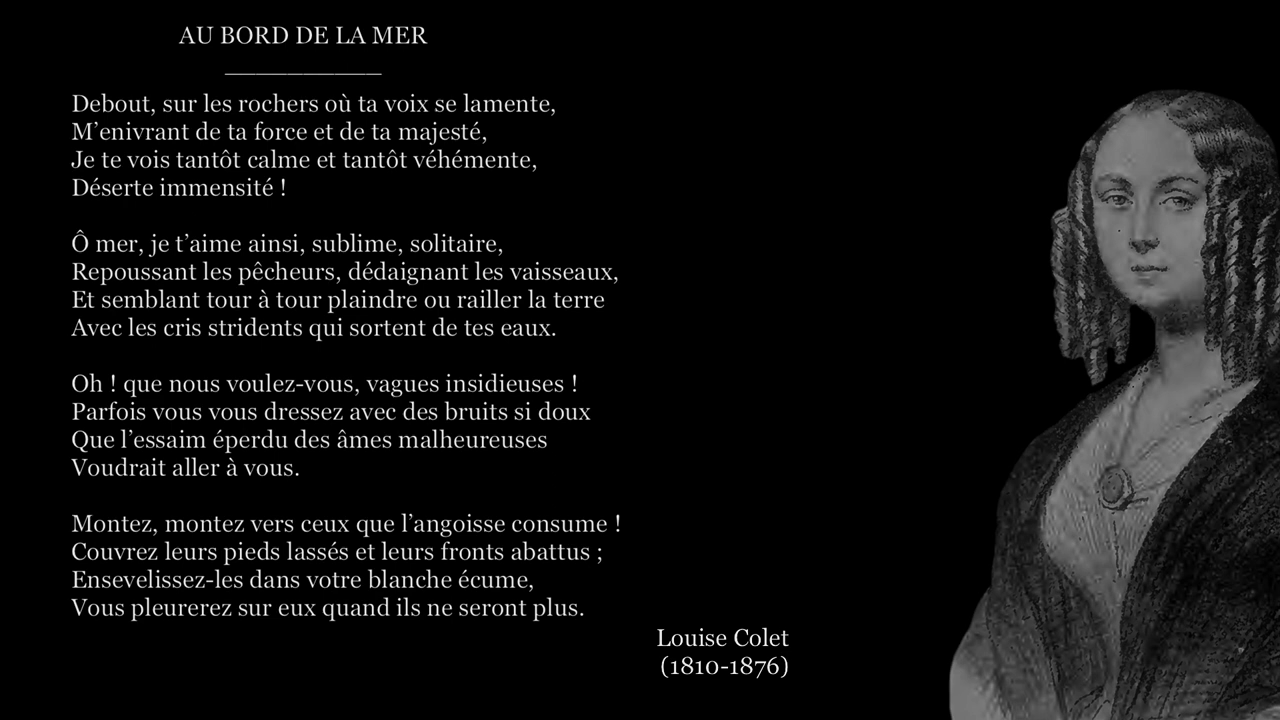 AU BORD DE LA MER
Debout, sur les rochers où ta voix se lamente,
M’enivrant de ta force et de ta majesté,
Je te vois tantôt calme et tantôt véhémente,
Déserte immensité !
Ô mer, je t’aime ainsi, sublime, solitaire,
Repoussant les pêcheurs, dédaignant les vaisseaux,
Et semblant tour à tour plaindre ou railler la terre
Avec les cris stridents qui sortent de tes eaux.
Oh ! que nous voulez-vous, vagues insidieuses !
Parfois vous vous dressez avec des bruits si doux
Que l’essaim éperdu des âmes malheureuses
Voudrait aller à vous.
Montez, montez vers ceux que l’angoisse consume !
Couvrez leurs pieds lassés et leurs fronts abattus ;
Ensevelissez-les dans votre blanche écume,
Vous pleurerez sur eux quand ils ne seront plus.
Louise Colet
(1810-1876)